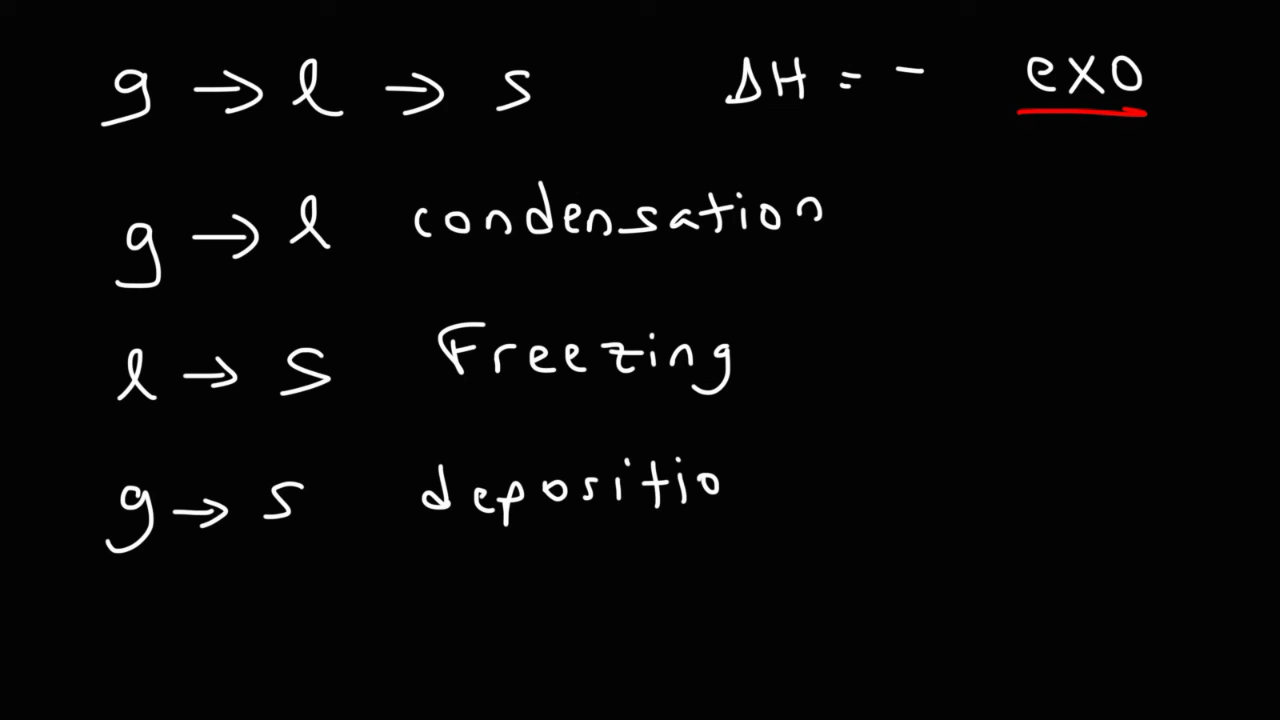 g → l → s ΔH = - exo
g → l condensation
l → s Freezing
g → s depositio